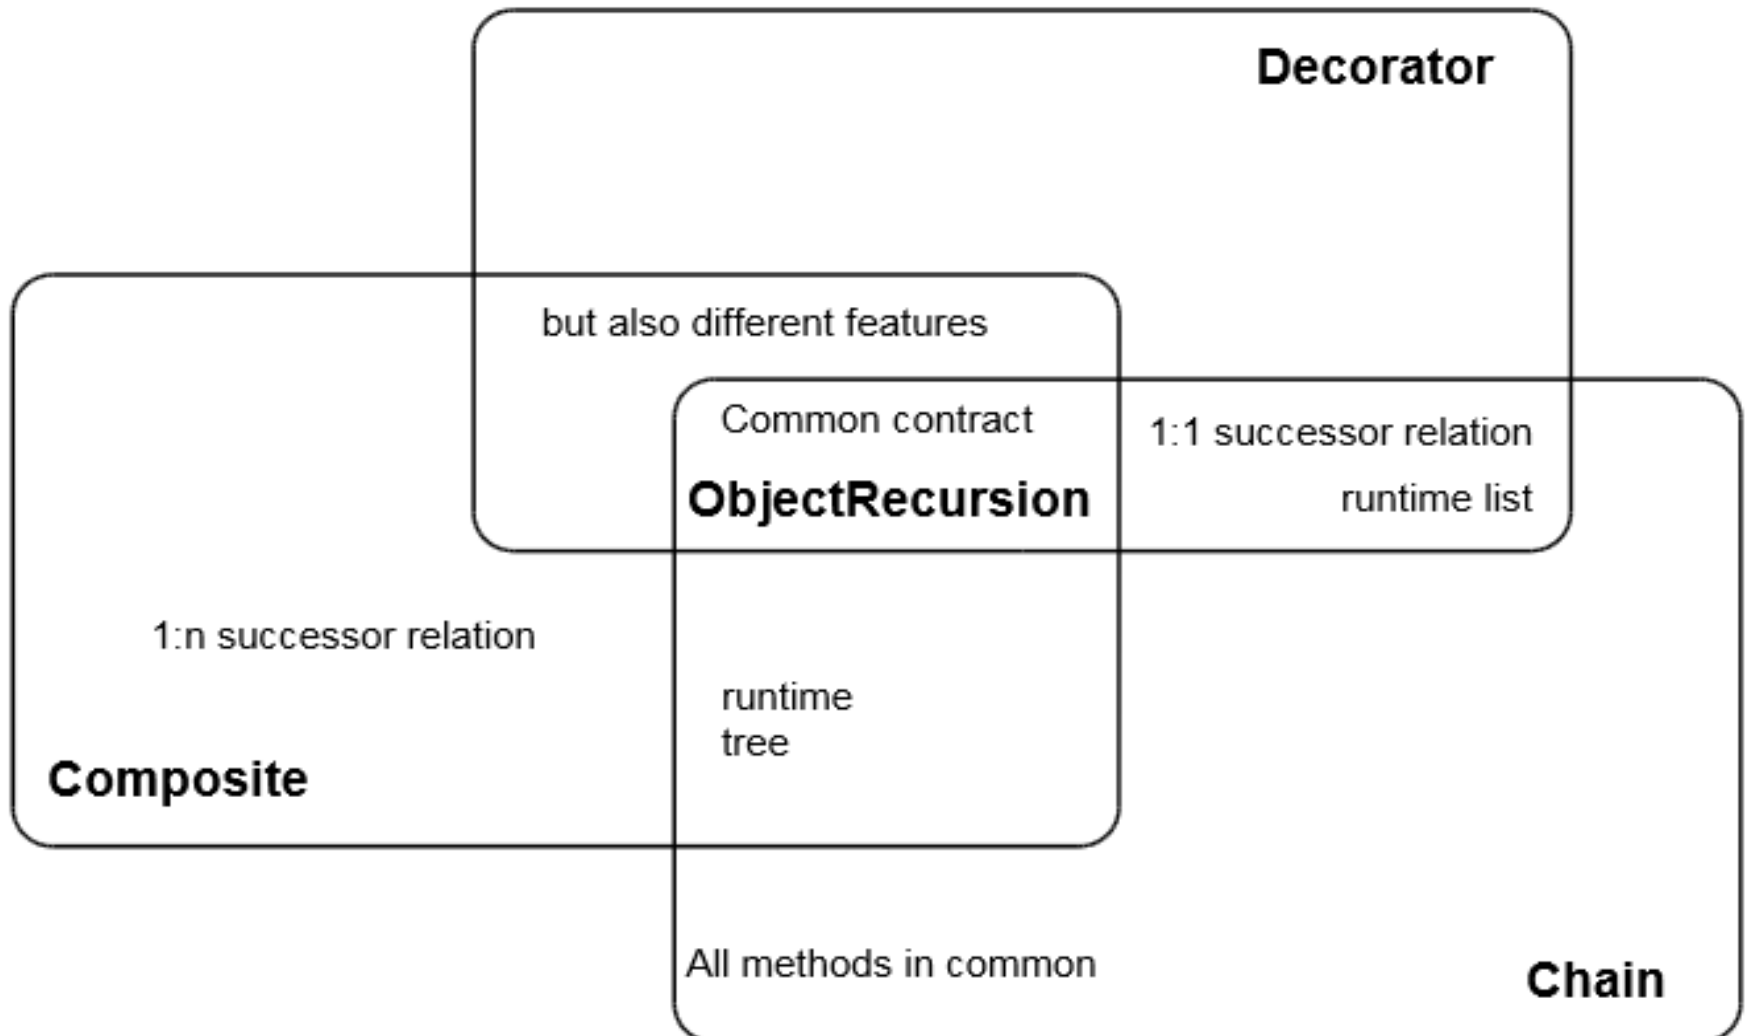 Decorator
but also different features
Common contract
1:1 successor relation
ObjectRecursion
runtime list
1:n successor relation
runtime
tree
Composite
All methods in common
Chain